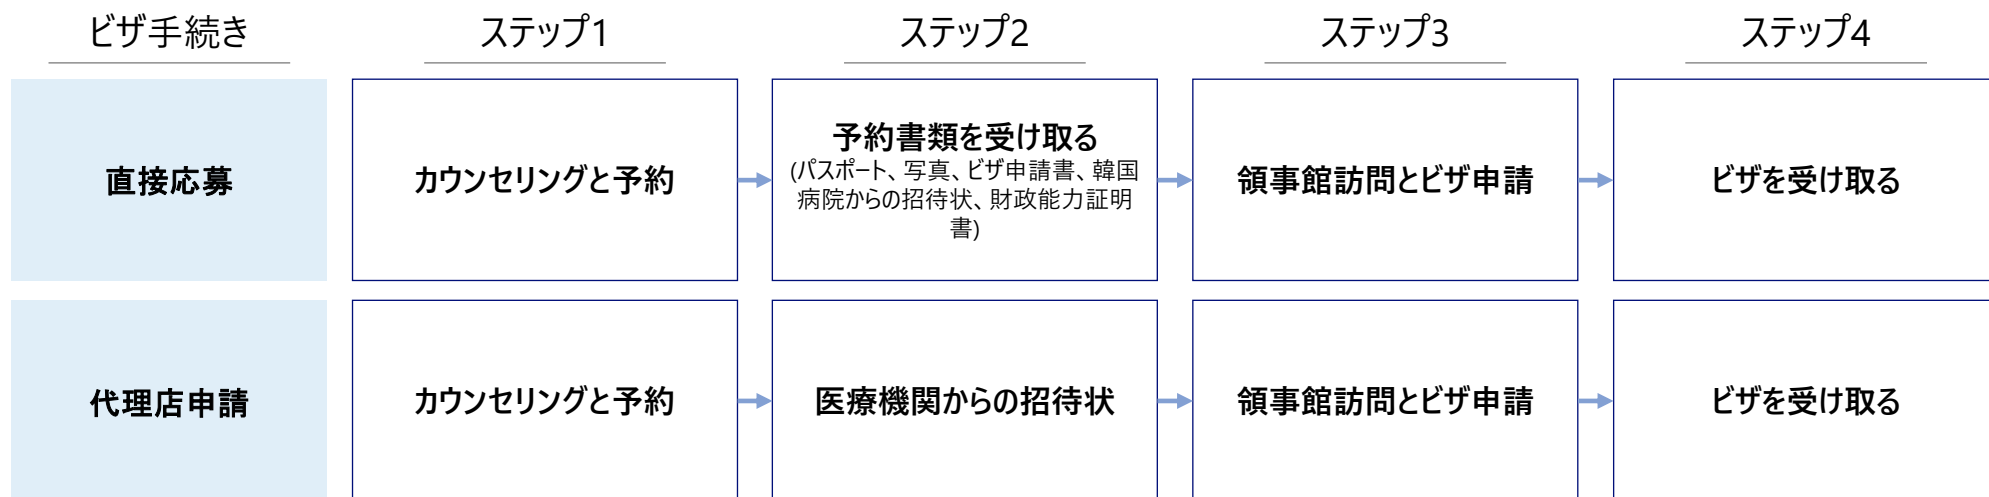 ビザ手続き
ステップ1
ステップ2
ステップ3
ステップ4
直接応募
カウンセリングと予約
予約書類を受け取る
(パスポート、写真、ビザ申請書、韓国
病院からの招待状、財政能力証明
書)
領事館訪問とビザ申請
ビザを受け取る
代理店申請
カウンセリングと予約
医療機関からの招待状
領事館訪問とビザ申請
ビザを受け取る